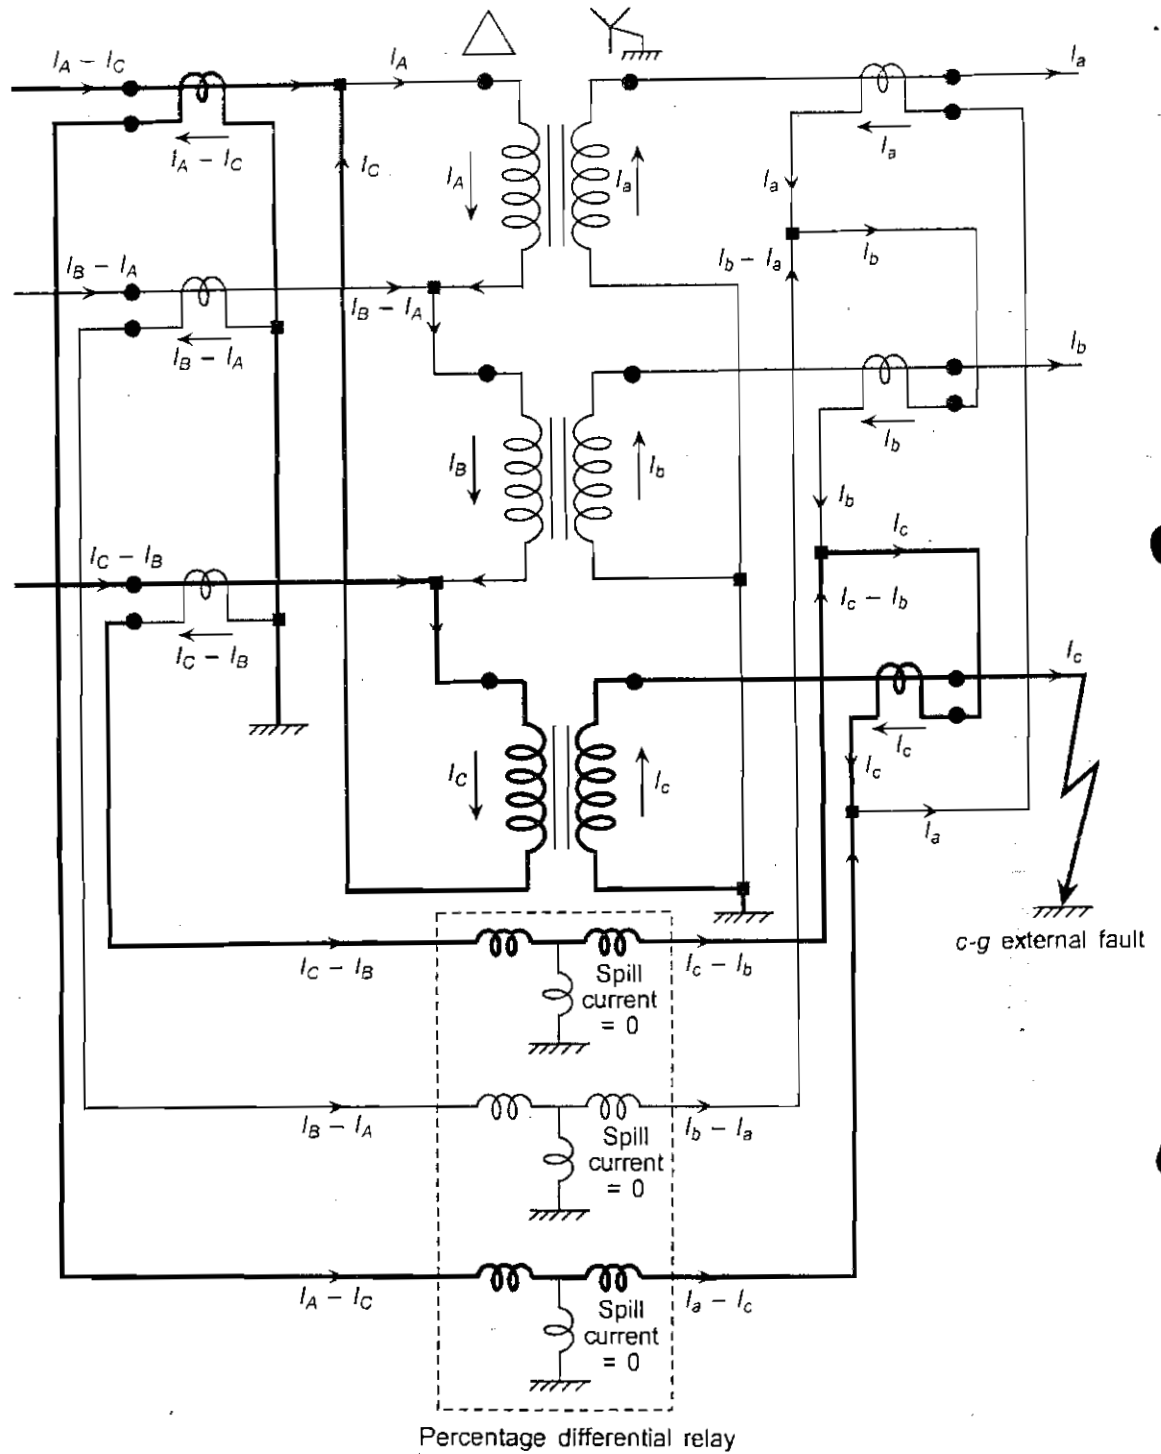 I_A – I_C
I_A
I_a
I_A – I_C
I_C
I_A
I_a
I_a
I_a
I_B – I_A
I_B – I_A
I_b – I_a
I_b
I_B – I_A
I_b
I_b
I_B
I_b
I_b
I_C – I_B
I_c
I_c – I_b
I_C – I_B
I_c
I_C
I_c
I_c
I_c
I_a
c-g external fault
I_C – I_B
Spill
current
= 0
I_c – I_b
I_B – I_A
Spill
current
= 0
I_b – I_a
I_A – I_C
Spill
current
= 0
I_a – I_c
Percentage differential relay